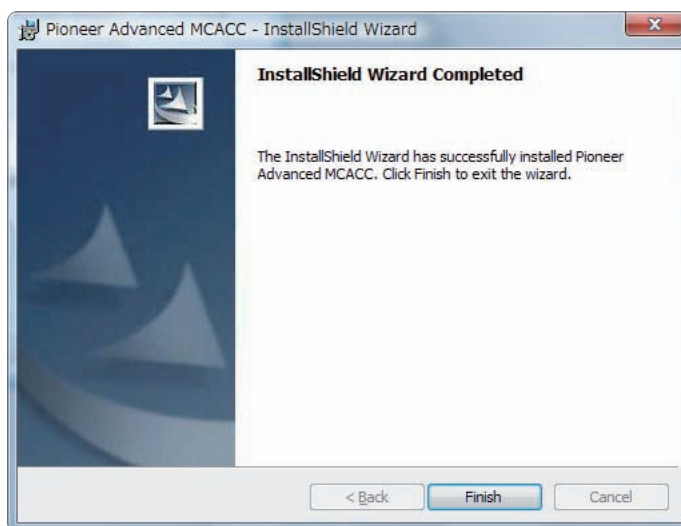 Pioneer Advanced MCACC - InstallShield Wizard
InstallShield Wizard Completed
The InstallShield Wizard has successfully installed Pioneer
Advanced MCACC. Click Finish to exit the wizard.
< Back
Finish
Cancel